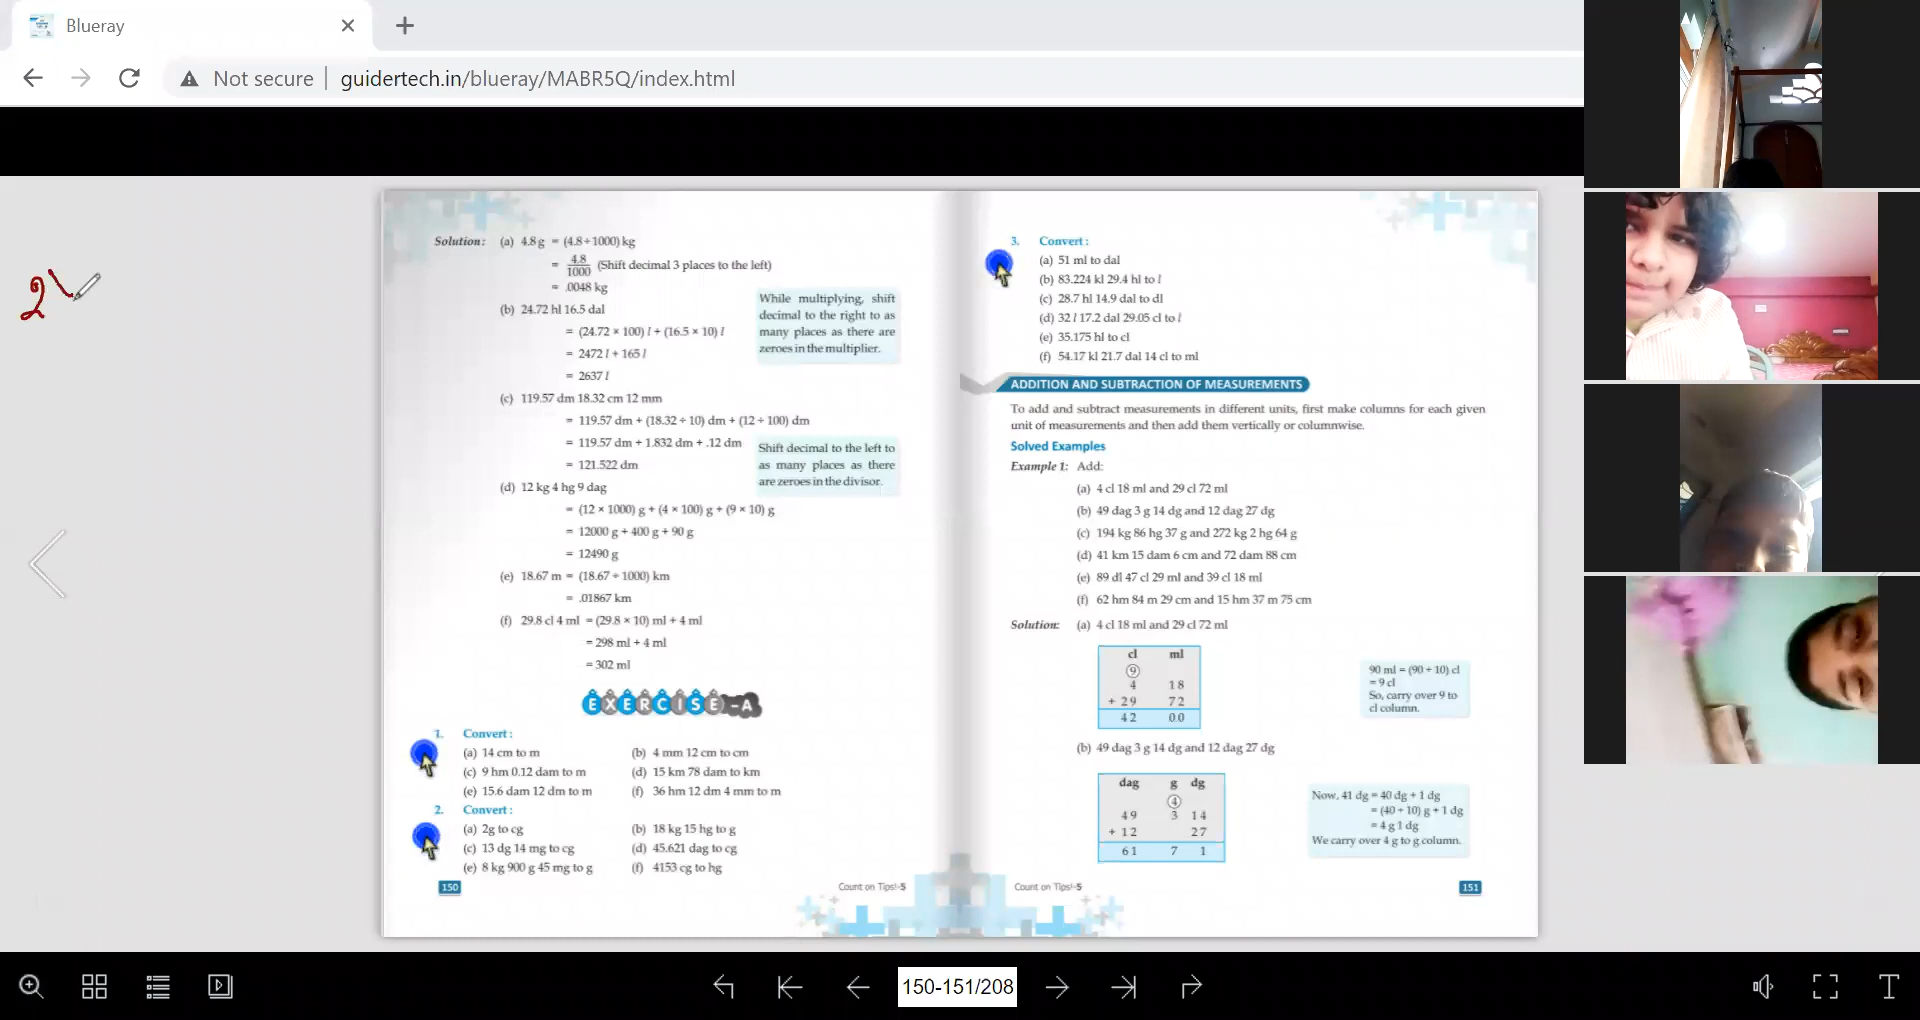 Blueray
Not secure guidertech.in/blueray/MABR5Q/index.html
Solution: (a) 4.8 g = (4.8÷1000) kg
= 4.8/1000 (Shift decimal 3 places to the left)
= .0048 kg
(b) 24.72 hl 16.5 dal
= (24.72 × 100) l + (16.5 × 10) l
= 2472 l + 165 l
= 2637 l
While multiplying, shift
decimal to the right to as
many places as there are
zeroes in the multiplier.
(c) 119.57 dm 18.32 cm 12 mm
= 119.57 dm + (18.32 ÷ 10) dm + (12 ÷ 100) dm
= 119.57 dm + 1.832 dm + .12 dm
= 121.522 dm
Shift decimal to the left to
as many places as there
are zeroes in the divisor.
(d) 12 kg 4 hg 9 dag
= (12 × 1000) g + (4 × 100) g + (9 × 10) g
= 12000 g + 400 g + 90 g
= 12490 g
(e) 18.67 m = (18.67 ÷ 1000) km
= .01867 km
(f) 29.8 cl 4 ml = (29.8 × 10) ml + 4 ml
= 298 ml + 4 ml
= 302 ml
EXERCISE-A
1. Convert :
(a) 14 cm to m (b) 4 mm 12 cm to cm
(c) 9 hm 0.12 dam to m (d) 15 km 78 dam to km
(e) 15.6 dam 12 dm to m (f) 36 hm 12 dm 4 mm to m
2. Convert :
(a) 2g to cg (b) 18 kg 15 hg to g
(c) 13 dg 14 mg to cg (d) 45.621 dag to cg
(e) 8 kg 900 g 45 mg to g (f) 4153 cg to hg
150 Count on Tips!-5
3. Convert :
(a) 51 ml to dal
(b) 83.224 kl 29.4 hl to l
(c) 28.7 hl 14.9 dal to dl
(d) 32 l 17.2 dal 29.05 cl to l
(e) 35.175 hl to cl
(f) 54.17 kl 21.7 dal 14 cl to ml
ADDITION AND SUBTRACTION OF MEASUREMENTS
To add and subtract measurements in different units, first make columns for each given
unit of measurements and then add them vertically or columnwise.
Solved Examples
Example 1: Add:
(a) 4 cl 18 ml and 29 cl 72 ml
(b) 49 dag 3 g 14 dg and 12 dag 27 dg
(c) 194 kg 86 hg 37 g and 272 kg 2 hg 64 g
(d) 41 km 15 dam 6 cm and 72 dam 88 cm
(e) 89 dl 47 cl 29 ml and 39 cl 18 ml
(f) 62 hm 84 m 29 cm and 15 hm 37 m 75 cm
Solution: (a) 4 cl 18 ml and 29 cl 72 ml
cl ml
9
4 18
+ 29 72
42 00
90 ml = (90 ÷ 10) cl
= 9 cl
So, carry over 9 to
cl column.
(b) 49 dag 3 g 14 dg and 12 dag 27 dg
dag g dg
4
49 3 14
+ 12 27
61 7 1
Now, 41 dg = 40 dg + 1 dg
= (40 ÷ 10) g + 1 dg
= 4 g 1 dg
We carry over 4 g to g column.
Count on Tips!-5 151
150-151/208